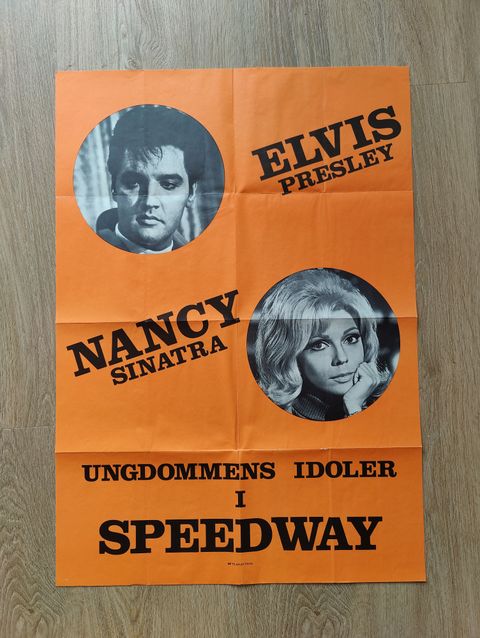 ELVIS
PRESLEY
NANCY
SINATRA
UNGDOMMENS IDOLER
I
SPEEDWAY